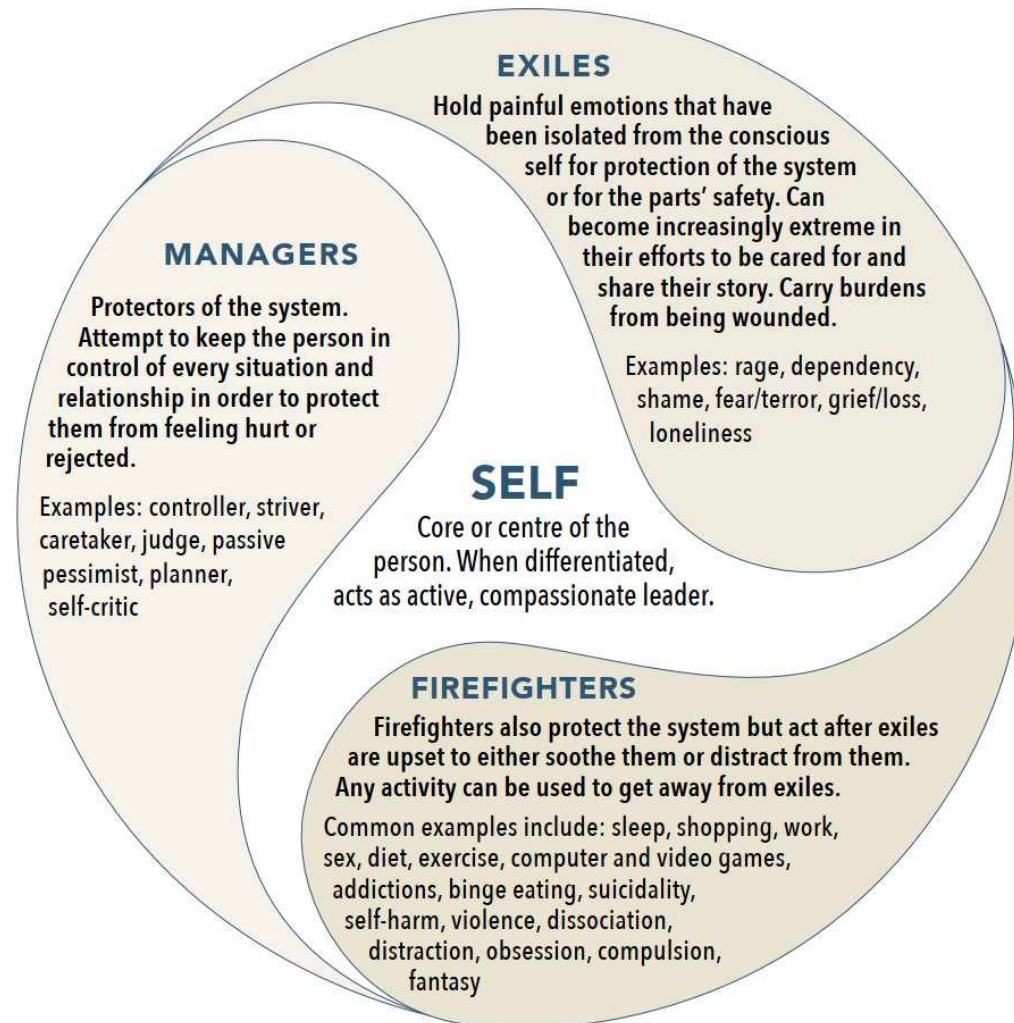 EXILES
Hold painful emotions that have
been isolated from the conscious
self for protection of the system
or for the parts’ safety. Can
become increasingly extreme in
their efforts to be cared for and
share their story. Carry burdens
from being wounded.
Examples: rage, dependency,
shame, fear/terror, grief/loss,
loneliness
MANAGERS
Protectors of the system.
Attempt to keep the person in
control of every situation and
relationship in order to protect
them from feeling hurt or
rejected.
Examples: controller, striver,
caretaker, judge, passive
pessimist, planner,
self-critic
SELF
Core or centre of the
person. When differentiated,
acts as active, compassionate leader.
FIREFIGHTERS
Firefighters also protect the system but act after exiles
are upset to either soothe them or distract from them.
Any activity can be used to get away from exiles.
Common examples include: sleep, shopping, work,
sex, diet, exercise, computer and video games,
addictions, binge eating, suicidality,
self-harm, violence, dissociation,
distraction, obsession, compulsion,
fantasy